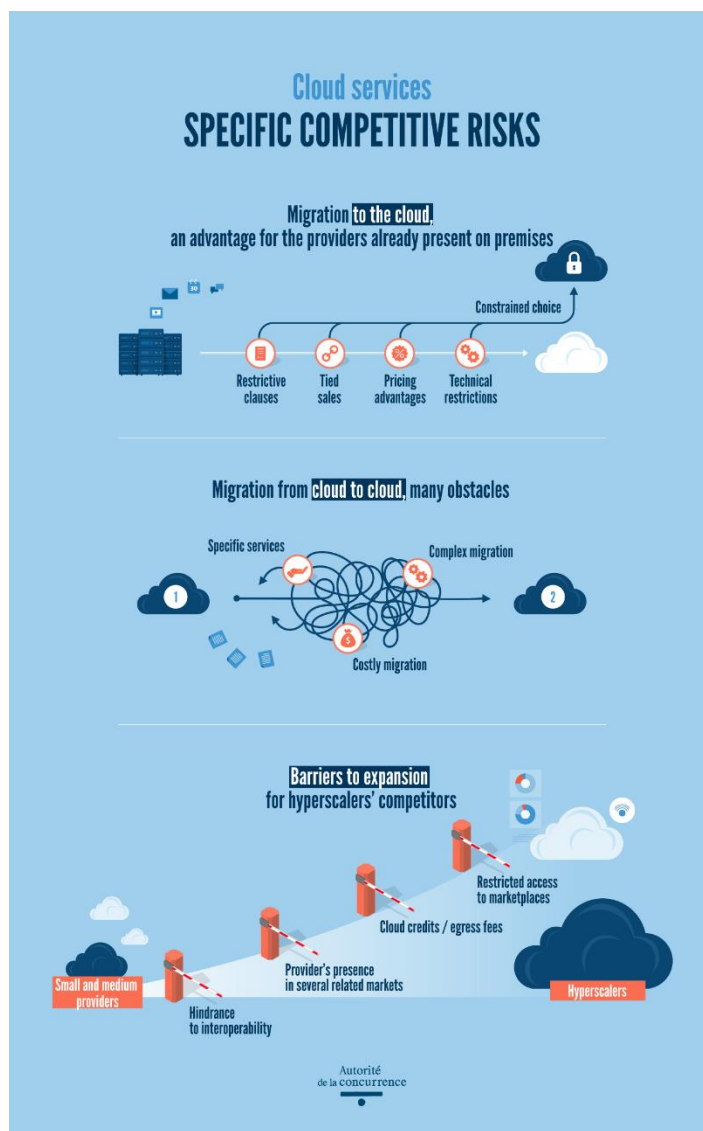 Cloud services
SPECIFIC COMPETITIVE RISKS
Migration to the cloud,
an advantage for the providers already present on premises
Constrained choice
Restrictive
clauses
Tied
sales
Pricing
advantages
Technical
restrictions
Migration from cloud to cloud, many obstacles
Specific services
Complex migration
1
2
Costly migration
Barriers to expansion
for hyperscalers' competitors
Restricted access
to marketplaces
Cloud credits / egress fees
Provider's presence
in several related markets
Small and medium
providers
Hyperscalers
Hindrance
to interoperability
Autorité
de la concurrence